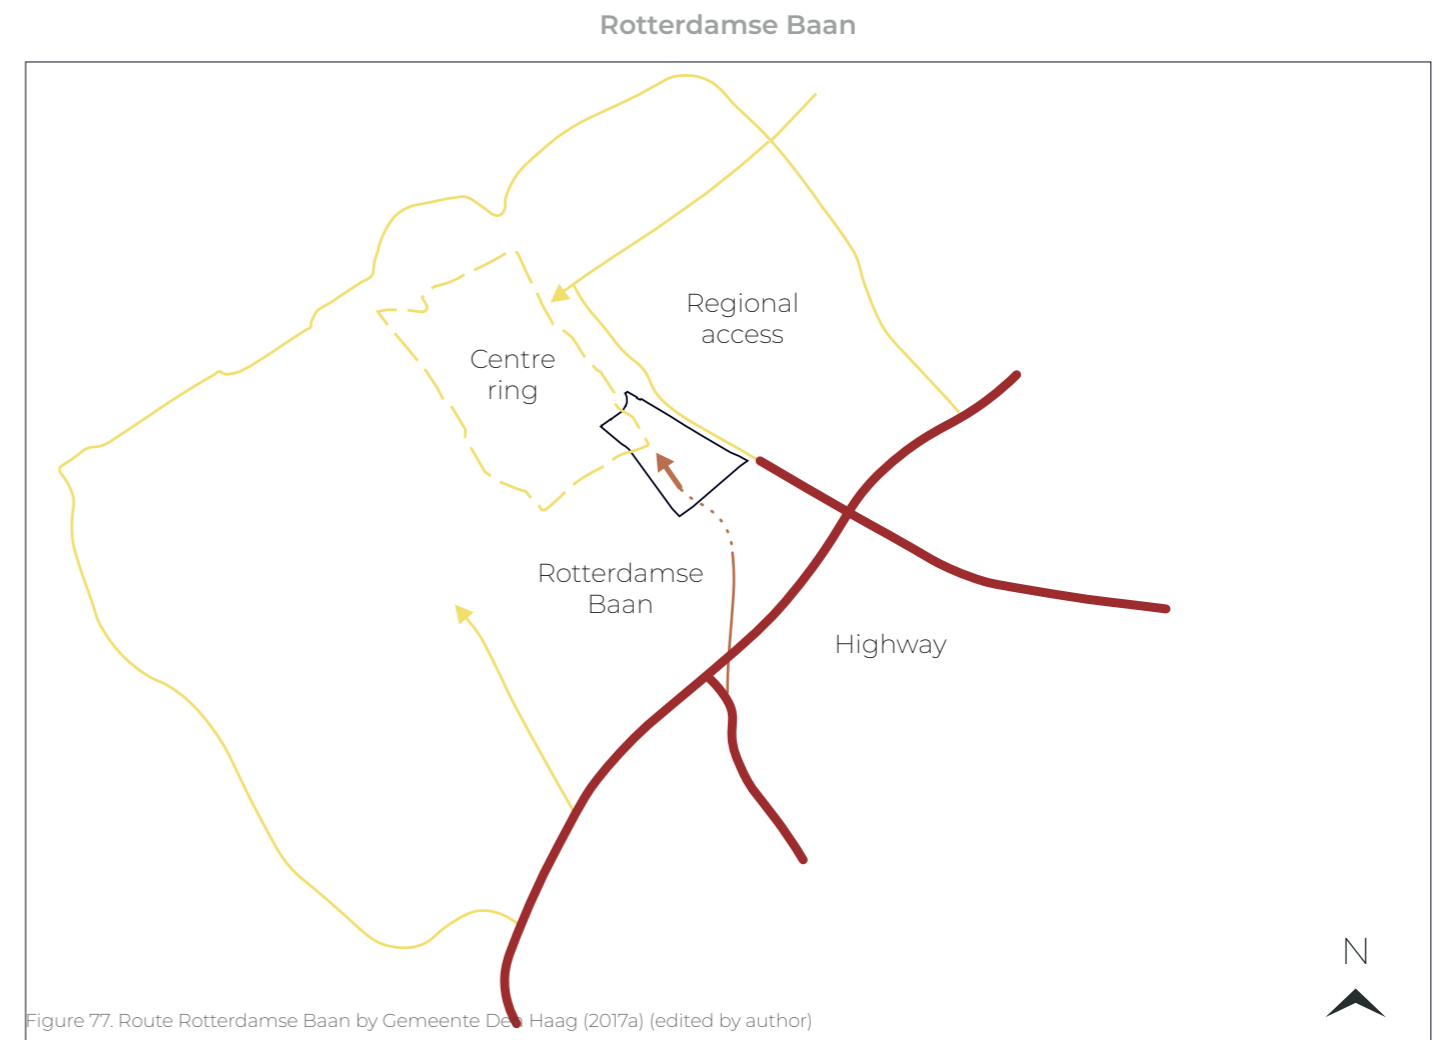 Rotterdamse Baan
Regional
access
Centre
ring
Rotterdamse
Baan
Highway
N
Figure 77. Route Rotterdamse Baan by Gemeente Den Haag (2017a) (edited by author)